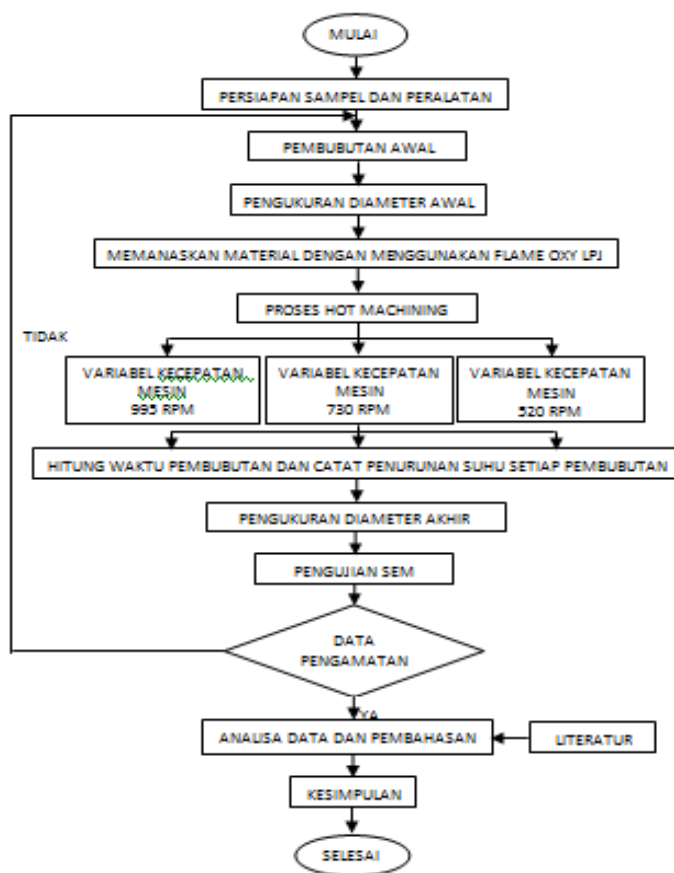 MULAI
PERSIAPAN SAMPEL DAN PERALATAN
PEMBUBUTAN AWAL
PENGUKURAN DIAMETER AWAL
MEMANASKAN MATERIAL DENGAN MENGGUNAKAN FLAME OXY LPJ
PROSES HOT MACHINING
TIDAK
VARIABEL KECEPATAN
MESIN
995 RPM
VARIABEL KECEPATAN
MESIN
730 RPM
VARIABEL KECEPATAN
MESIN
520 RPM
HITUNG WAKTU PEMBUBUTAN DAN CATAT PENURUNAN SUHU SETIAP PEMBUBUTAN
PENGUKURAN DIAMETER AKHIR
PENGUJIAN SEM
DATA
PENGAMATAN
YA
ANALISA DATA DAN PEMBAHASAN
LITERATUR
KESIMPULAN
SELESAI